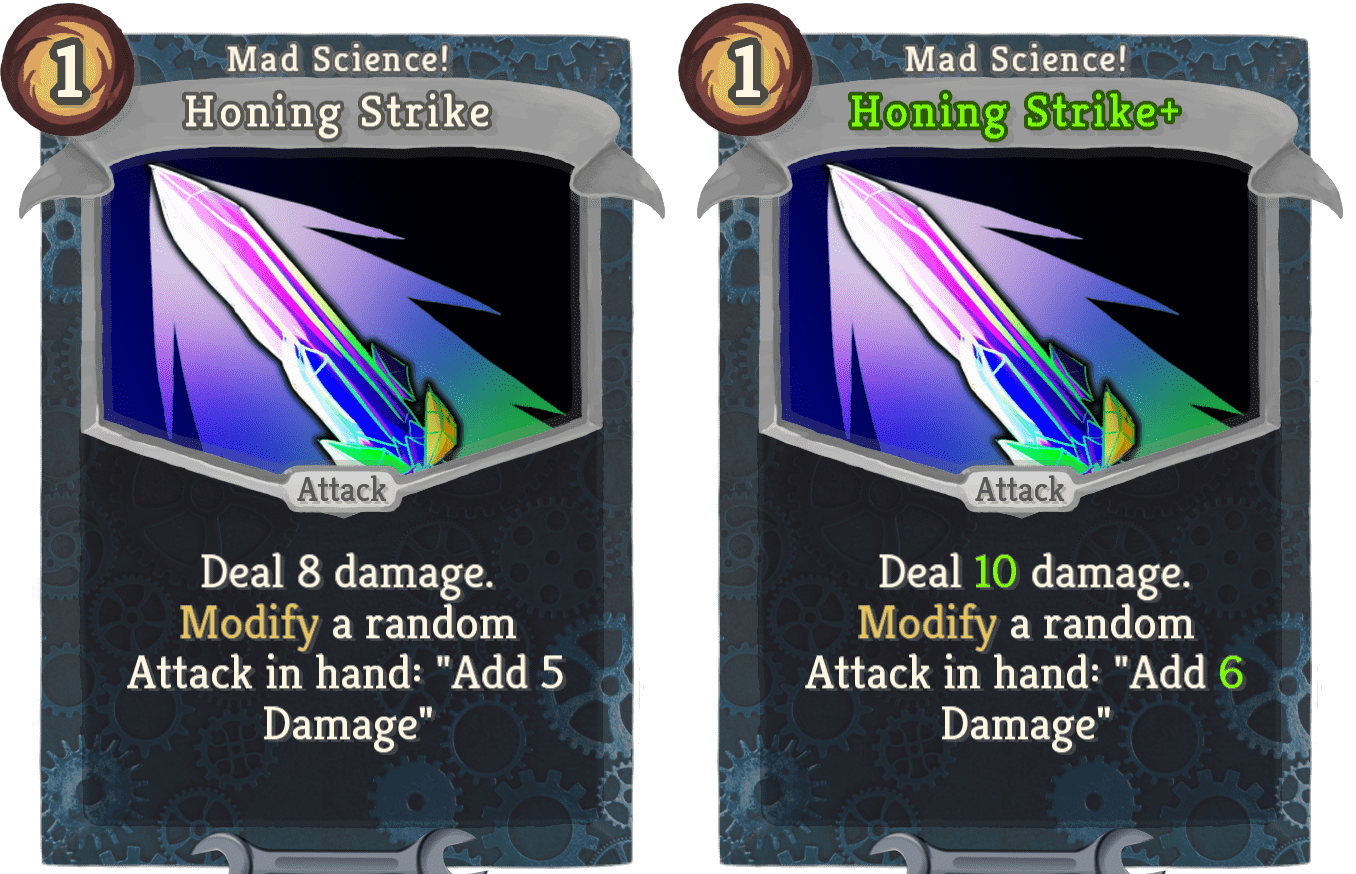 1
Mad Science!
Honing Strike
Attack
Deal 8 damage.
Modify a random
Attack in hand: "Add 5
Damage"
1
Mad Science!
Honing Strike+
Attack
Deal 10 damage.
Modify a random
Attack in hand: "Add 6
Damage"